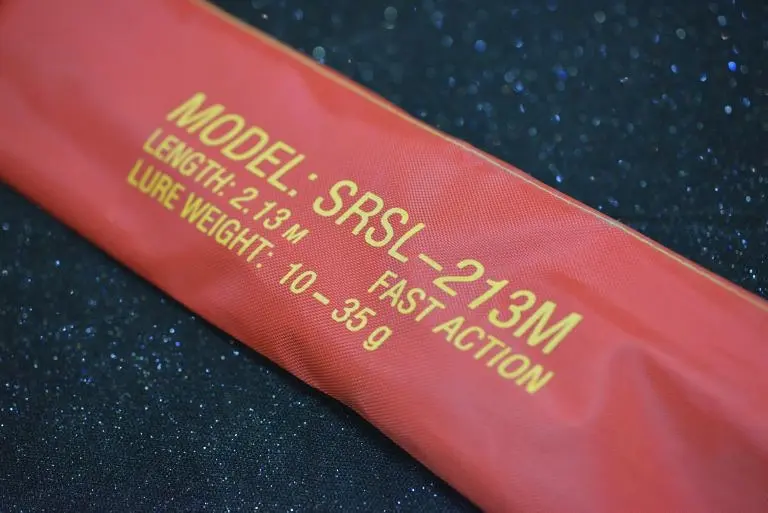 MODEL: SRSL-213M
LENGTH: 2.13 M FAST ACTION
LURE WEIGHT: 10-35 g